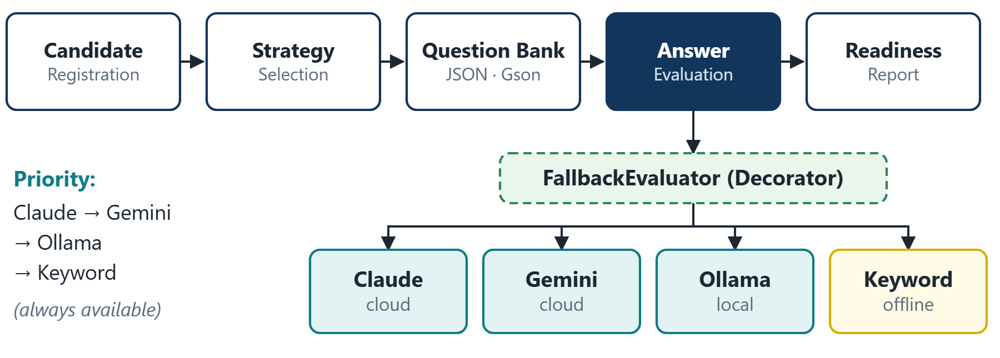 Candidate
Registration
Strategy
Selection
Question Bank
JSON · Gson
Answer
Evaluation
Readiness
Report
FallbackEvaluator (Decorator)
Priority:
Claude → Gemini
→ Ollama
→ Keyword
(always available)
Claude
cloud
Gemini
cloud
Ollama
local
Keyword
offline